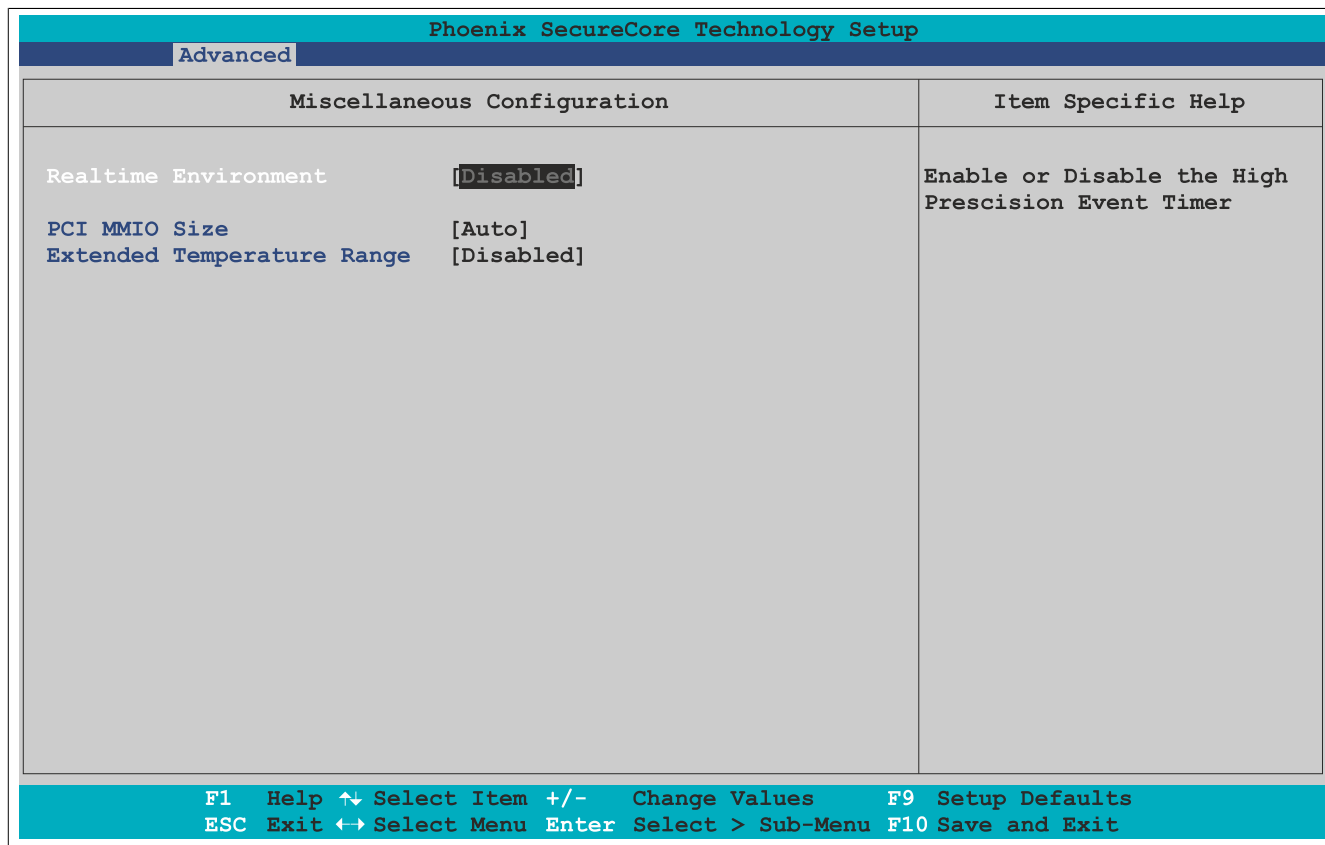 Phoenix SecureCore Technology Setup
Advanced
Miscellaneous Configuration
Item Specific Help
Realtime Environment [Disabled]
PCI MMIO Size [Auto]
Extended Temperature Range [Disabled]
Enable or Disable the High
Prescision Event Timer
F1 Help ↑↓ Select Item +/- Change Values F9 Setup Defaults
ESC Exit ←→ Select Menu Enter Select > Sub-Menu F10 Save and Exit